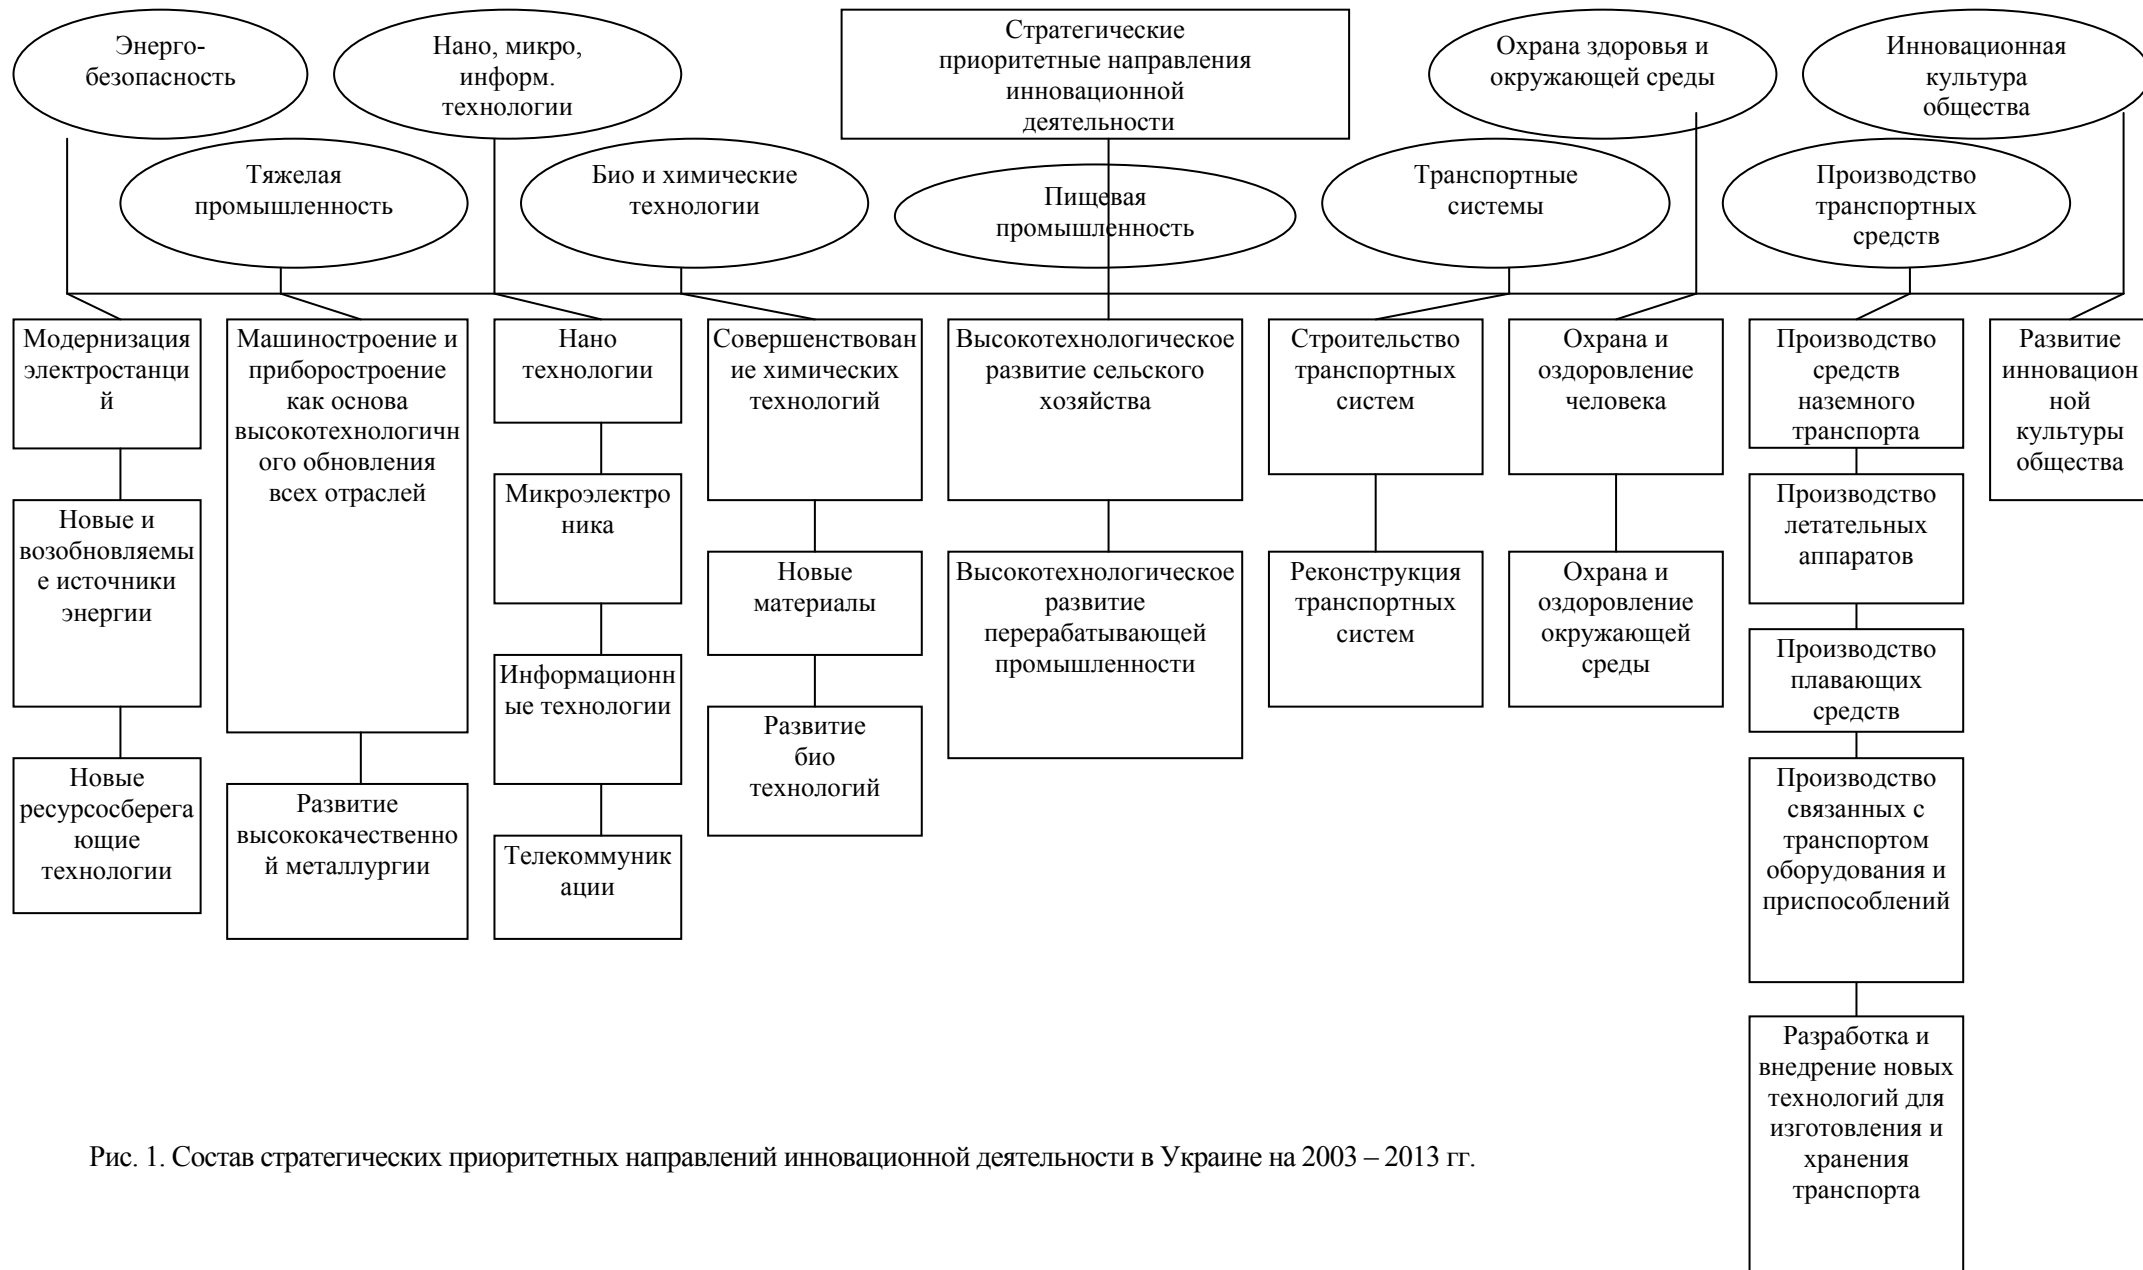 Энерго-
безопасность
Нано, микро,
информ.
технологии
Стратегические
приоритетные направления
инновационной
деятельности
Охрана здоровья и
окружающей среды
Инновационная
культура
общества
Тяжелая
промышленность
Био и химические
технологии
Пищевая
промышленность
Транспортные
системы
Производство
транспортных
средств
Модернизация
электростанци
й
Новые и
возобновляемы
е источники
энергии
Новые
ресурсосберега
ющие
технологии
Машиностроение и
приборостроение
как основа
высокотехнологичн
ого обновления
всех отраслей
Развитие
высококачественно
й металлургии
Нано
технологии
Микроэлектро
ника
Информационн
ые технологии
Телекоммуник
ации
Совершенствован
ие химических
технологий
Новые
материалы
Развитие
био
технологий
Высокотехнологическое
развитие сельского
хозяйства
Высокотехнологическое
развитие
перерабатывающей
промышленности
Строительство
транспортных
систем
Реконструкция
транспортных
систем
Охрана и
оздоровление
человека
Охрана и
оздоровление
окружающей
среды
Производство
средств
наземного
транспорта
Производство
летательных
аппаратов
Производство
плавающих
средств
Производство
связанных с
транспортом
оборудования и
приспособлений
Разработка и
внедрение новых
технологий для
изготовления и
хранения
транспорта
Развитие
инновацион
ной
культуры
общества
Рис. 1. Состав стратегических приоритетных направлений инновационной деятельности в Украине на 2003 – 2013 гг.